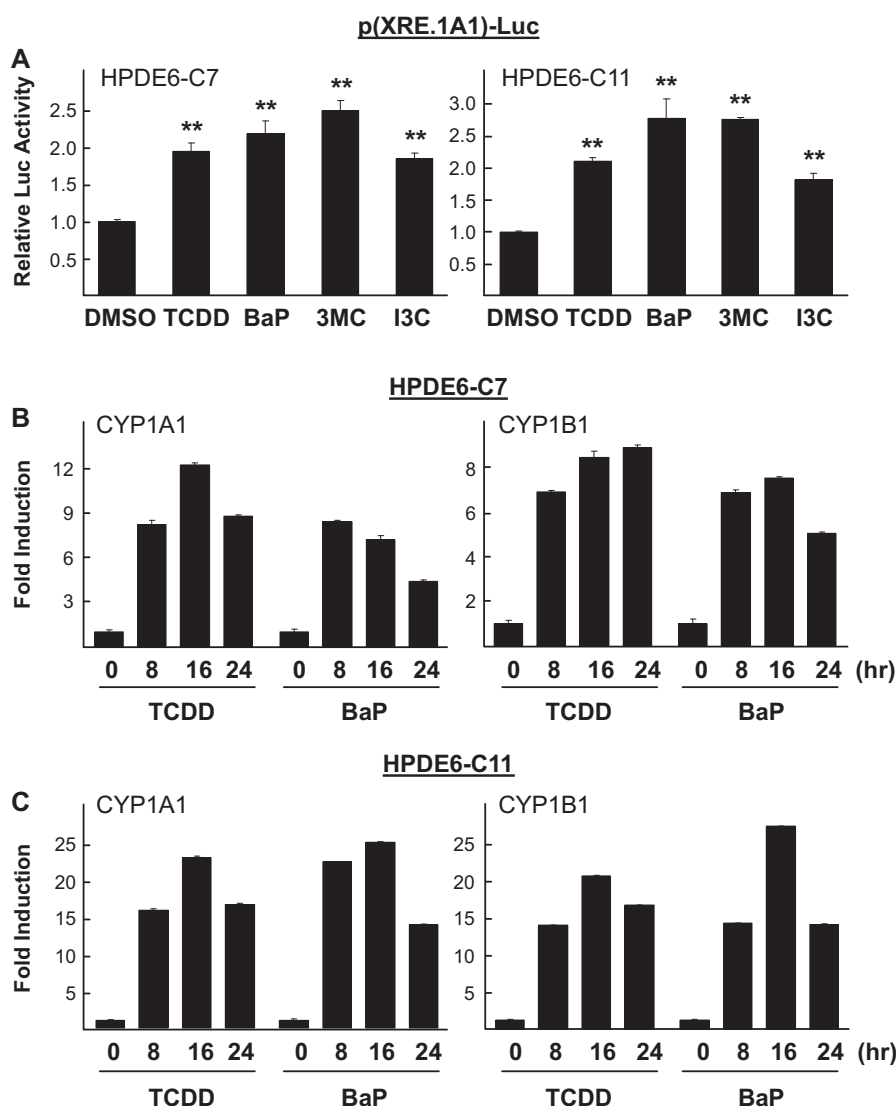 p(XRE.1A1)-Luc
A
HPDE6-C7
HPDE6-C11
Relative Luc Activity
2.5
2.0
1.5
1.0
0.5
** ** ** **
3.0
2.5
2.0
1.5
1.0
0.5
** ** ** **
DMSO TCDD BaP 3MC I3C
DMSO TCDD BaP 3MC I3C
HPDE6-C7
B
CYP1A1
CYP1B1
Fold Induction
12
9
6
3
8
6
4
2
0 8 16 24 0 8 16 24
0 8 16 24 0 8 16 24 (hr)
TCDD BaP
TCDD BaP
HPDE6-C11
C
CYP1A1
CYP1B1
Fold Induction
25
20
15
10
5
25
20
15
10
5
0 8 16 24 0 8 16 24
0 8 16 24 0 8 16 24 (hr)
TCDD BaP
TCDD BaP